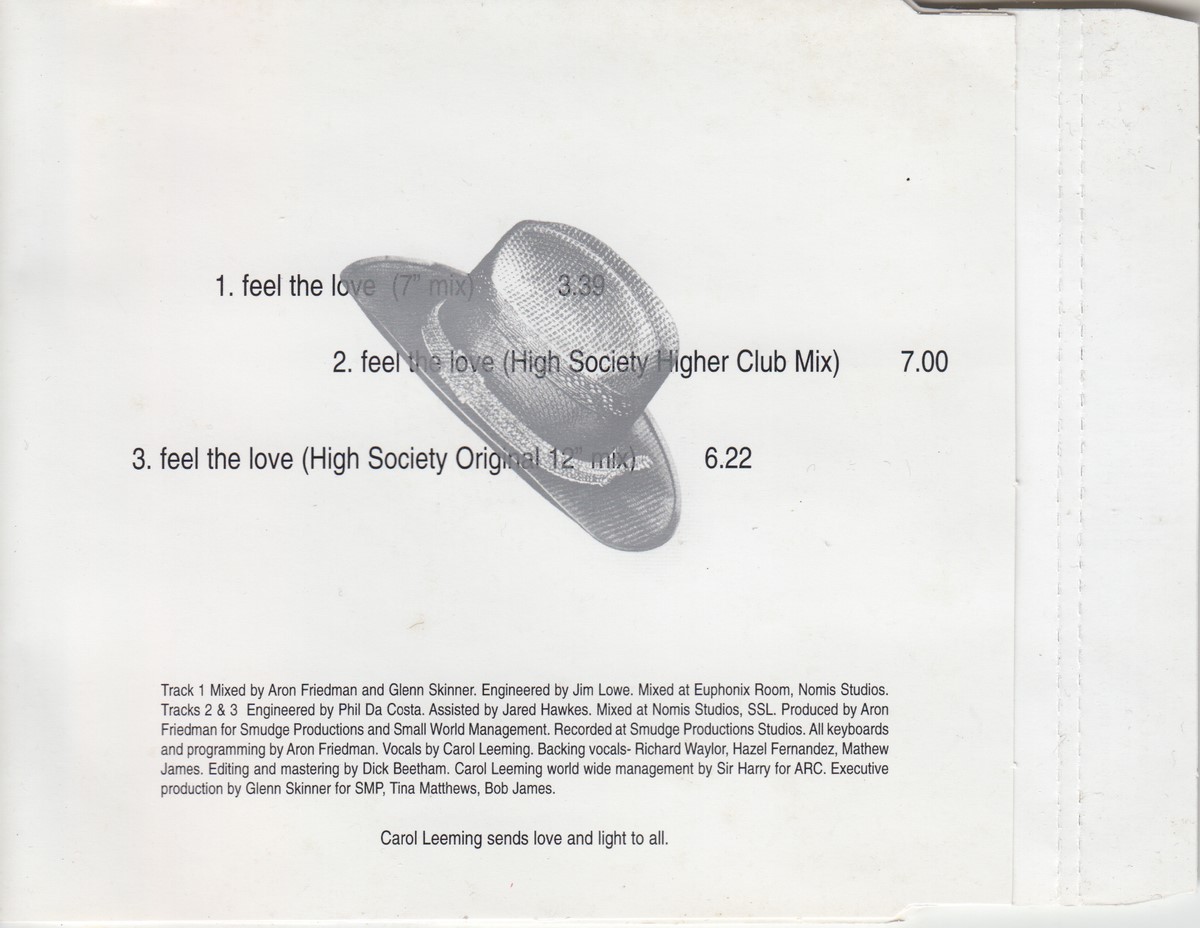 1. feel the love (7" mix) 3.39
2. feel the love (High Society Higher Club Mix) 7.00
3. feel the love (High Society Original 12" mix) 6.22
Track 1 Mixed by Aron Friedman and Glenn Skinner. Engineered by Jim Lowe. Mixed at Euphonix Room, Nomis Studios.
Tracks 2 & 3 Engineered by Phil Da Costa. Assisted by Jared Hawkes. Mixed at Nomis Studios, SSL. Produced by Aron
Friedman for Smudge Productions and Small World Management. Recorded at Smudge Productions Studios. All keyboards
and programming by Aron Friedman. Vocals by Carol Leeming. Backing vocals- Richard Waylor, Hazel Fernandez, Mathew
James. Editing and mastering by Dick Beetham. Carol Leeming world wide management by Sir Harry for ARC. Executive
production by Glenn Skinner for SMP, Tina Matthews, Bob James.
Carol Leeming sends love and light to all.